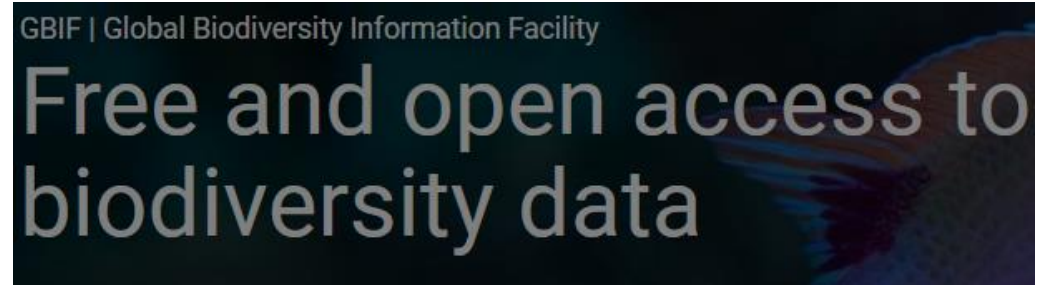 GBIF | Global Biodiversity Information Facility
Free and open access to
biodiversity data